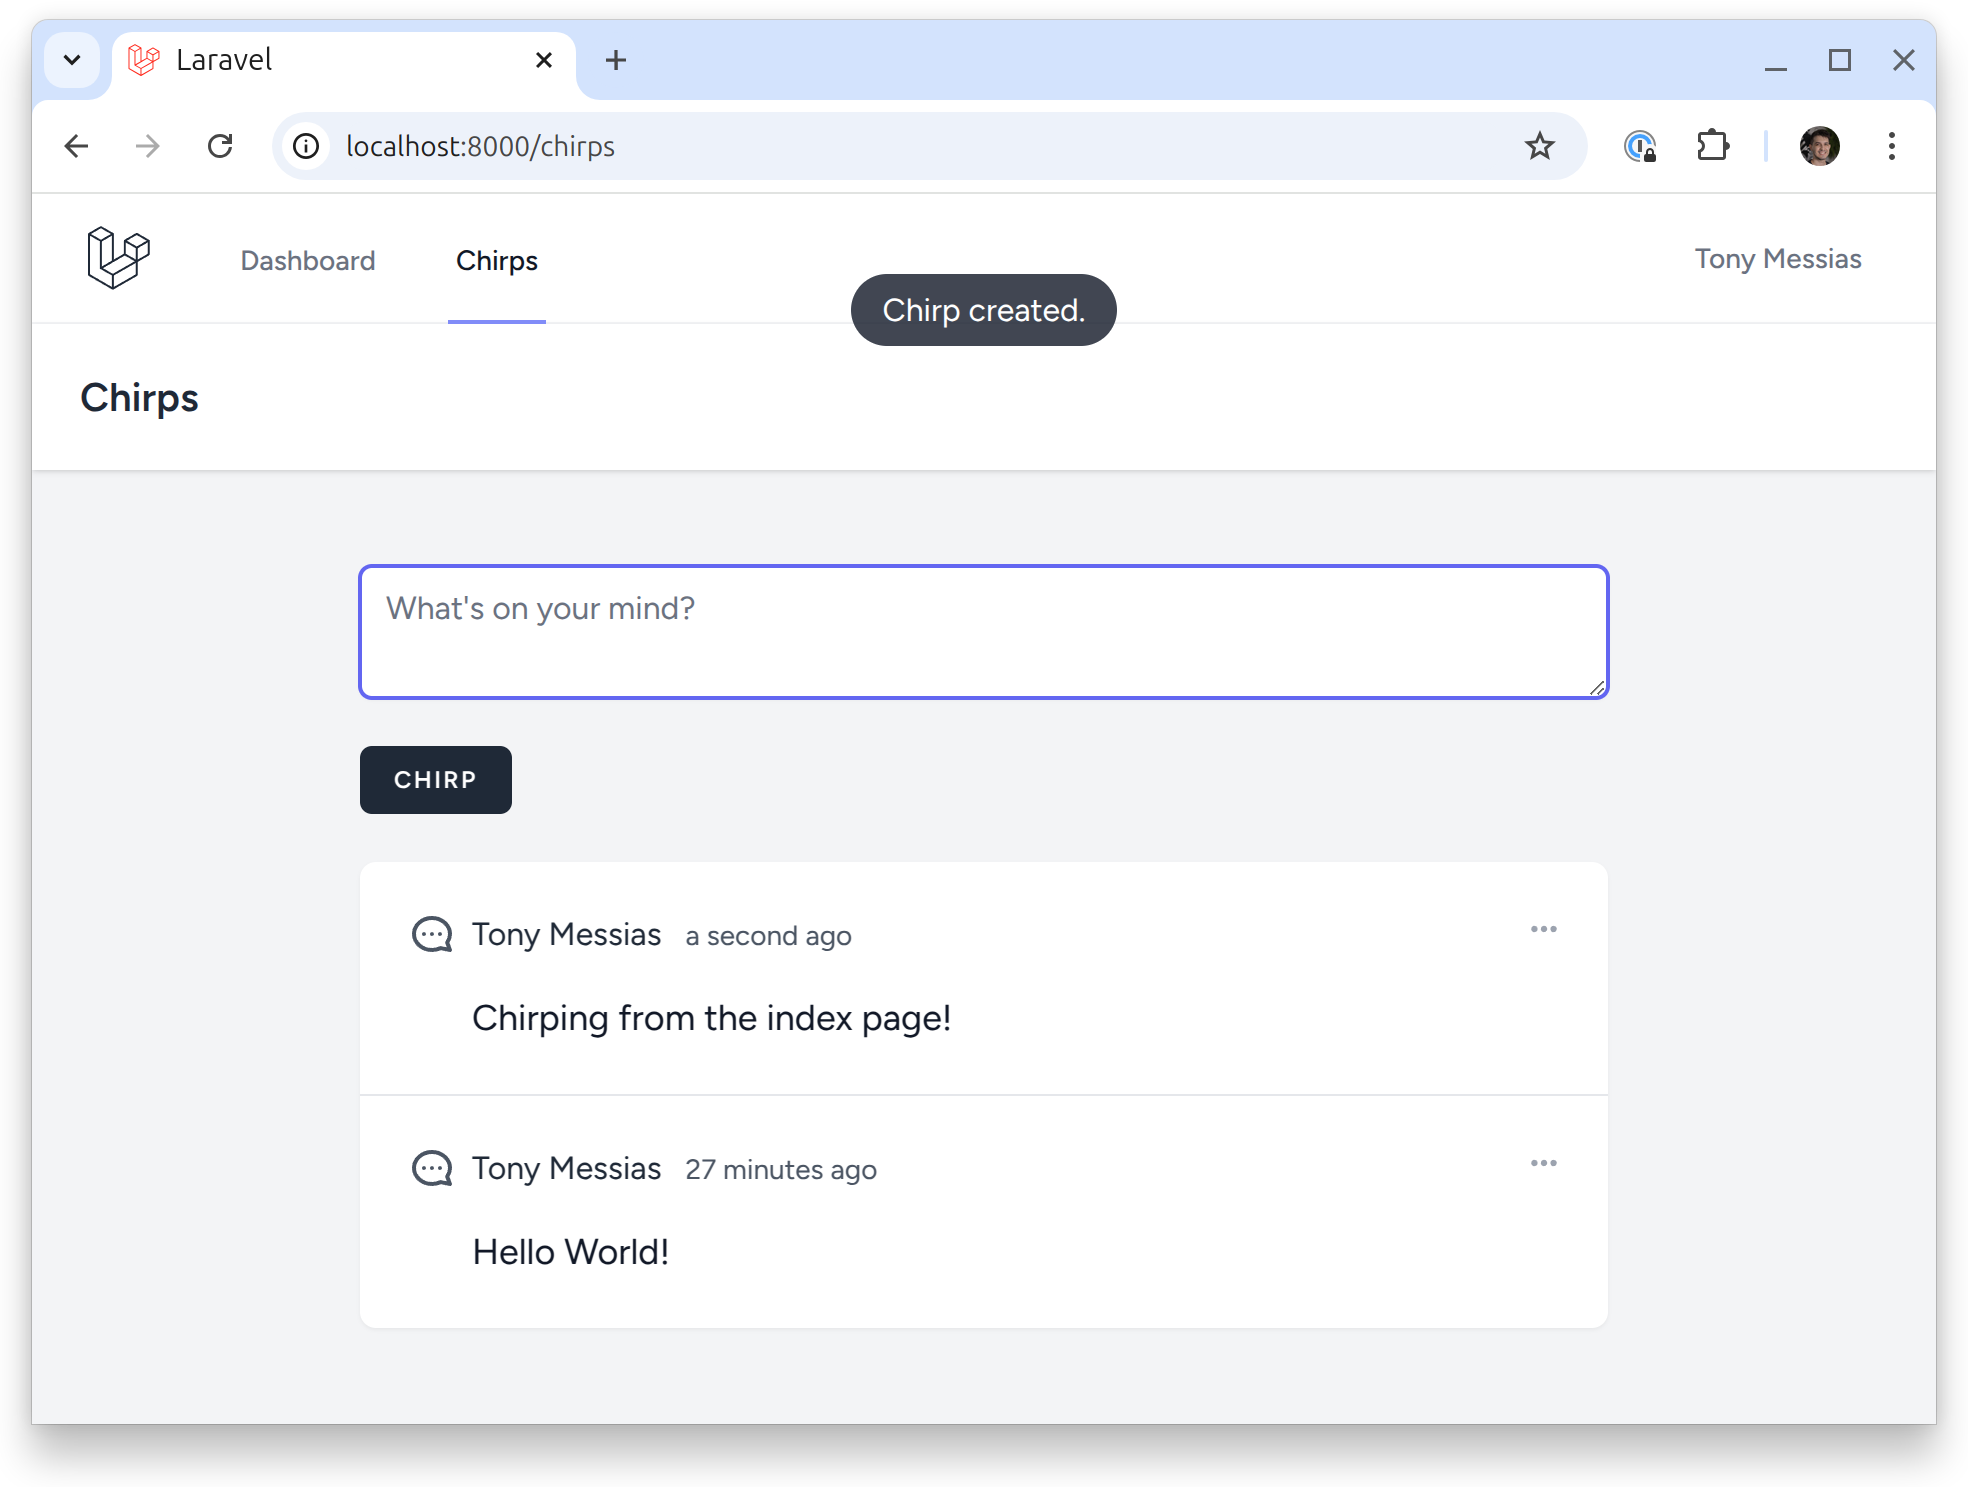 Laravel
localhost:8000/chirps
Dashboard
Chirps
Tony Messias
Chirp created.
Chirps
What's on your mind?
CHIRP
Tony Messias a second ago
Chirping from the index page!
Tony Messias 27 minutes ago
Hello World!